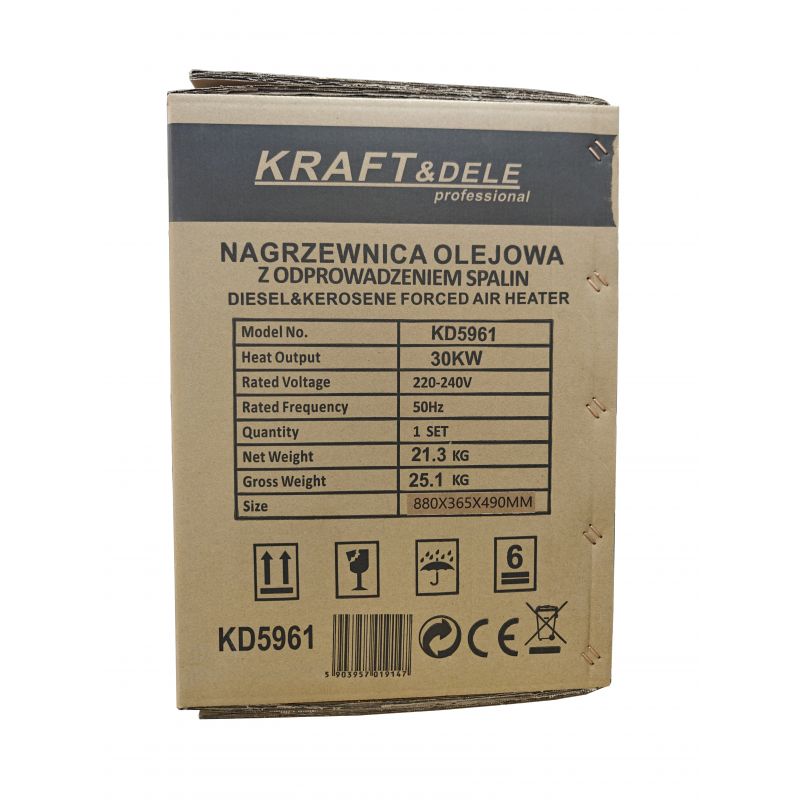 KRAFT&DELE
professional
NAGRZEWNICA OLEJOWA
Z ODPROWADZENIEM SPALIN
DIESEL&KEROSENE FORCED AIR HEATER
Model No. KD5961
Heat Output 30KW
Rated Voltage 220-240V
Rated Frequency 50Hz
Quantity 1 SET
Net Weight 21.3 KG
Gross Weight 25.1 KG
Size 880X365X490MM
6
KD5961
CE
5 903957 019147